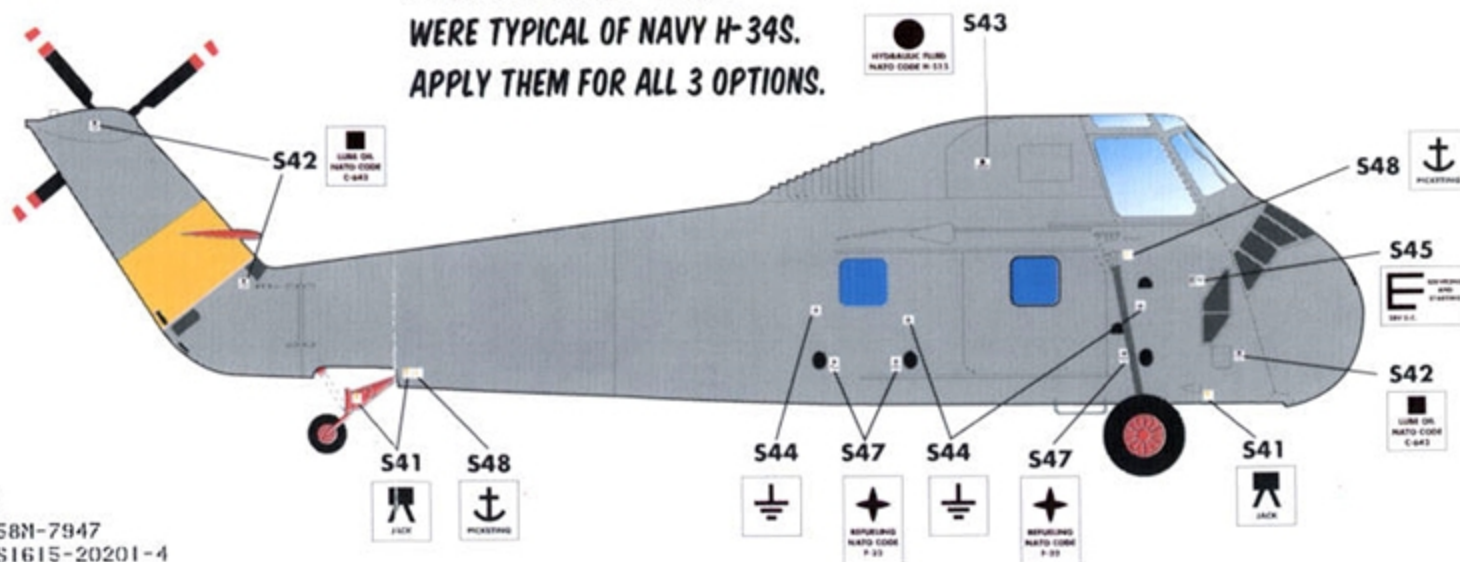 WERE TYPICAL OF NAVY H-34S.
APPLY THEM FOR ALL 3 OPTIONS.
HYDRAULIC FLUID
NATO CODE H-515
S43
S42
LUBE OIL
NATO CODE
C-643
S48
PICKETING
S45
S42
LUBE OIL
NATO CODE
C-643
S41
JACK
S48
PICKETING
S44
S47
REFUELING
NATO CODE
S44
S47
REFUELING
NATO CODE
S41
JACK
58M-7947
S1615-20201-4